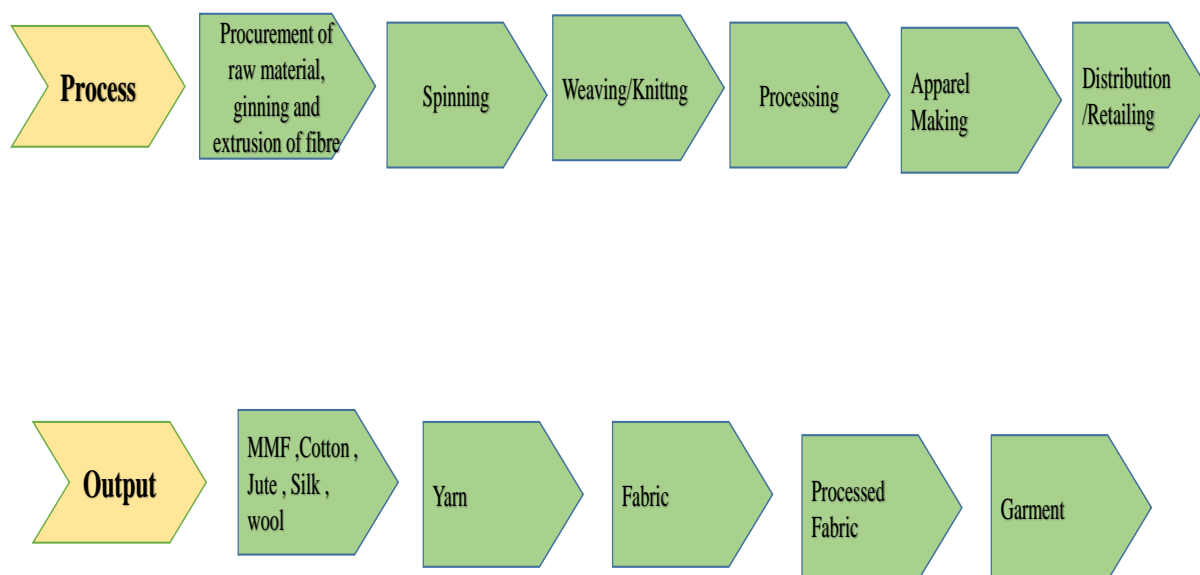 Process
Procurement of
raw material,
ginning and
extrusion of fibre
Spinning
Weaving/Knittng
Processing
Apparel
Making
Distribution
/Retailing
Output
MMF ,Cotton ,
Jute , Silk ,
wool
Yarn
Fabric
Processed
Fabric
Garment